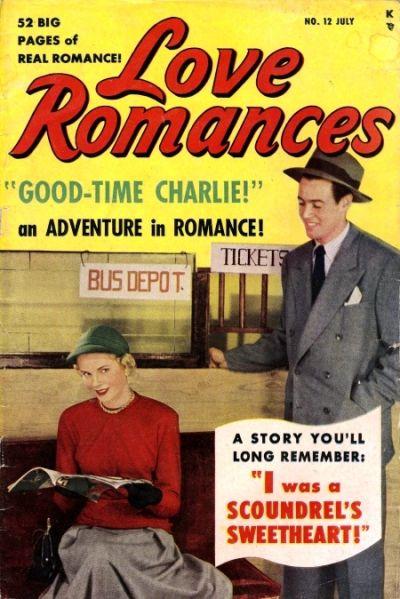 52 BIG
PAGES of
REAL ROMANCE!
NO. 12 JULY
K
Love
Romances
"GOOD-TIME CHARLIE!"
an ADVENTURE in ROMANCE!
TICKETS
BUS DEPOT.
A STORY YOU'LL
LONG REMEMBER:
"I was a
SCOUNDREL'S
SWEETHEART!"